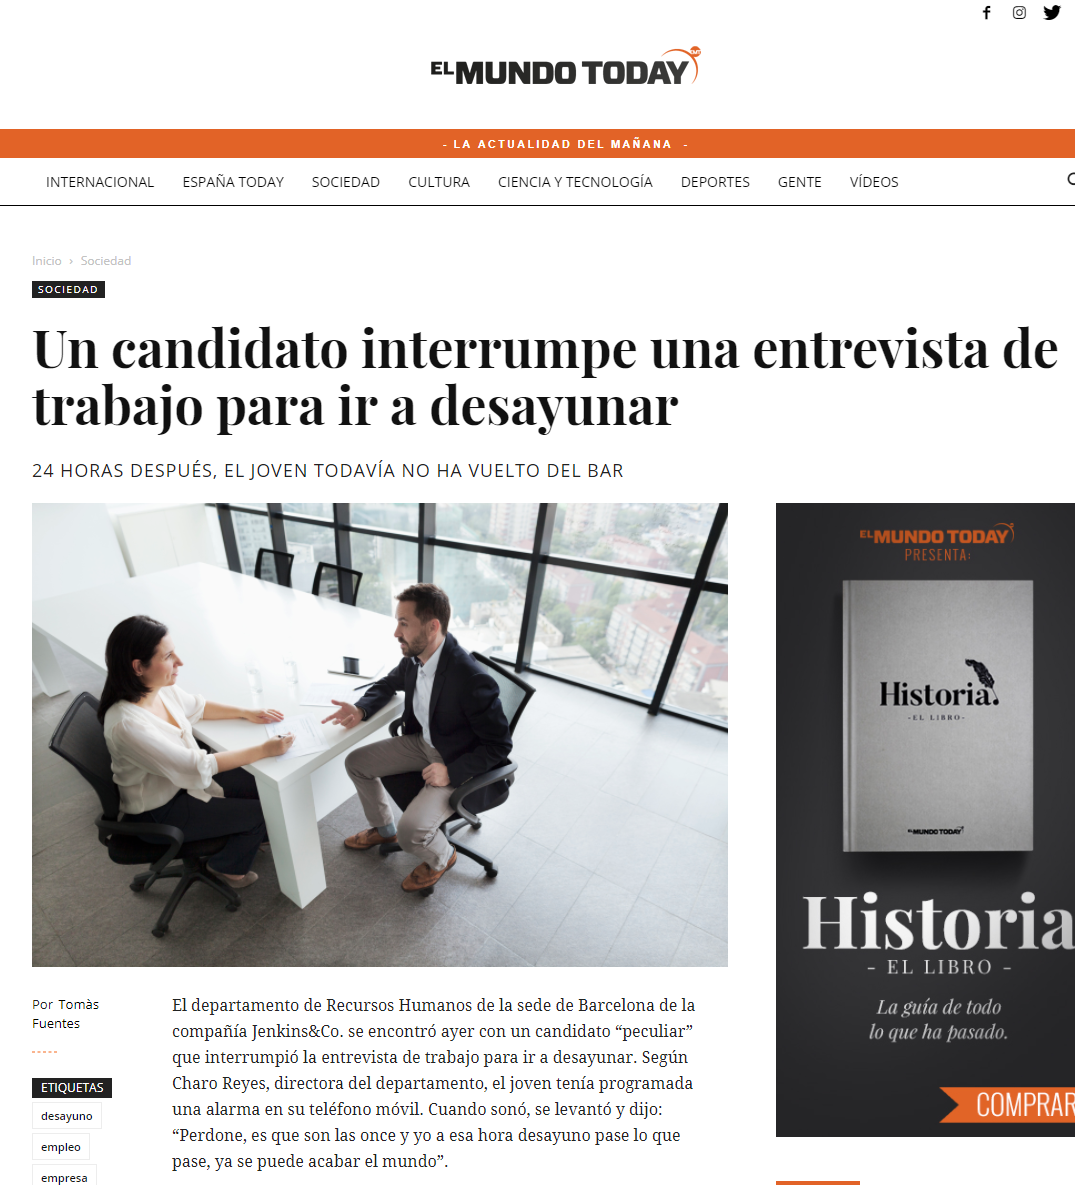 EL MUNDO TODAY
- LA ACTUALIDAD DEL MAÑANA -
INTERNACIONAL ESPAÑA TODAY SOCIEDAD CULTURA CIENCIA Y TECNOLOGÍA DEPORTES GENTE VÍDEOS
Inicio › Sociedad
SOCIEDAD
Un candidato interrumpe una entrevista de
trabajo para ir a desayunar
24 HORAS DESPUÉS, EL JOVEN TODAVÍA NO HA VUELTO DEL BAR
EL MUNDO TODAY
PRESENTA:
Historia.
-EL LIBRO-
EL MUNDO TODAY
Historia
- EL LIBRO -
La guía de todo
lo que ha pasado.
COMPRAR
Por Tomàs
Fuentes
ETIQUETAS
desayuno
empleo
empresa
El departamento de Recursos Humanos de la sede de Barcelona de la
compañía Jenkins&Co. se encontró ayer con un candidato “peculiar”
que interrumpió la entrevista de trabajo para ir a desayunar. Según
Charo Reyes, directora del departamento, el joven tenía programada
una alarma en su teléfono móvil. Cuando sonó, se levantó y dijo:
“Perdone, es que son las once y yo a esa hora desayuno pase lo que
pase, ya se puede acabar el mundo”.